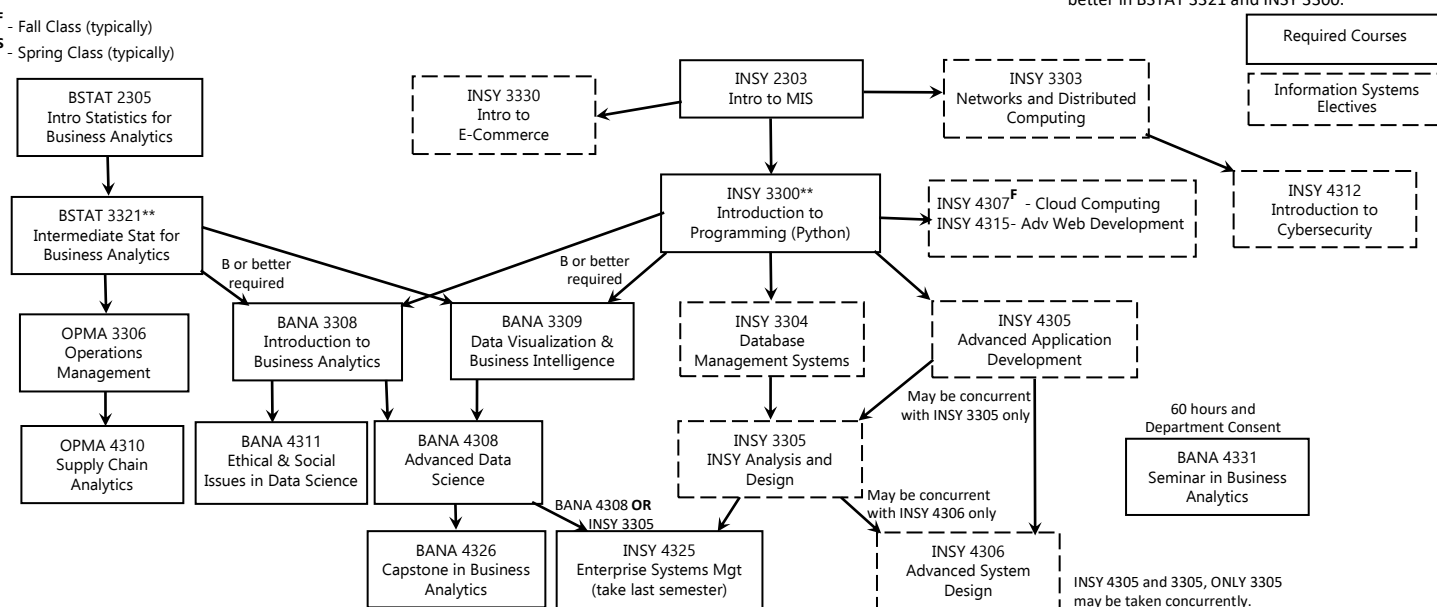 better in BSTAT 3321 and INSY 3300.
F - Fall Class (typically)
S - Spring Class (typically)
Required Courses
Information Systems
Electives
BSTAT 2305
Intro Statistics for
Business Analytics
INSY 3330
Intro to
E-Commerce
INSY 2303
Intro to MIS
INSY 3303
Networks and Distributed
Computing
INSY 4312
Introduction to
Cybersecurity
BSTAT 3321**
Intermediate Stat for
Business Analytics
INSY 3300**
Introduction to
Programming (Python)
INSY 4307F - Cloud Computing
INSY 4315- Adv Web Development
B or better
required
B or better
required
OPMA 3306
Operations
Management
BANA 3308
Introduction to
Business Analytics
BANA 3309
Data Visualization &
Business Intelligence
INSY 3304
Database
Management Systems
INSY 4305
Advanced Application
Development
May be concurrent
with INSY 3305 only
60 hours and
Department Consent
OPMA 4310
Supply Chain
Analytics
BANA 4311
Ethical & Social
Issues in Data Science
BANA 4308
Advanced Data
Science
INSY 3305
INSY Analysis and
Design
BANA 4331
Seminar in Business
Analytics
BANA 4308 OR
INSY 3305
May be concurrent
with INSY 4306 only
BANA 4326
Capstone in Business
Analytics
INSY 4325
Enterprise Systems Mgt
(take last semester)
INSY 4306
Advanced System
Design
INSY 4305 and 3305, ONLY 3305
may be taken concurrently.